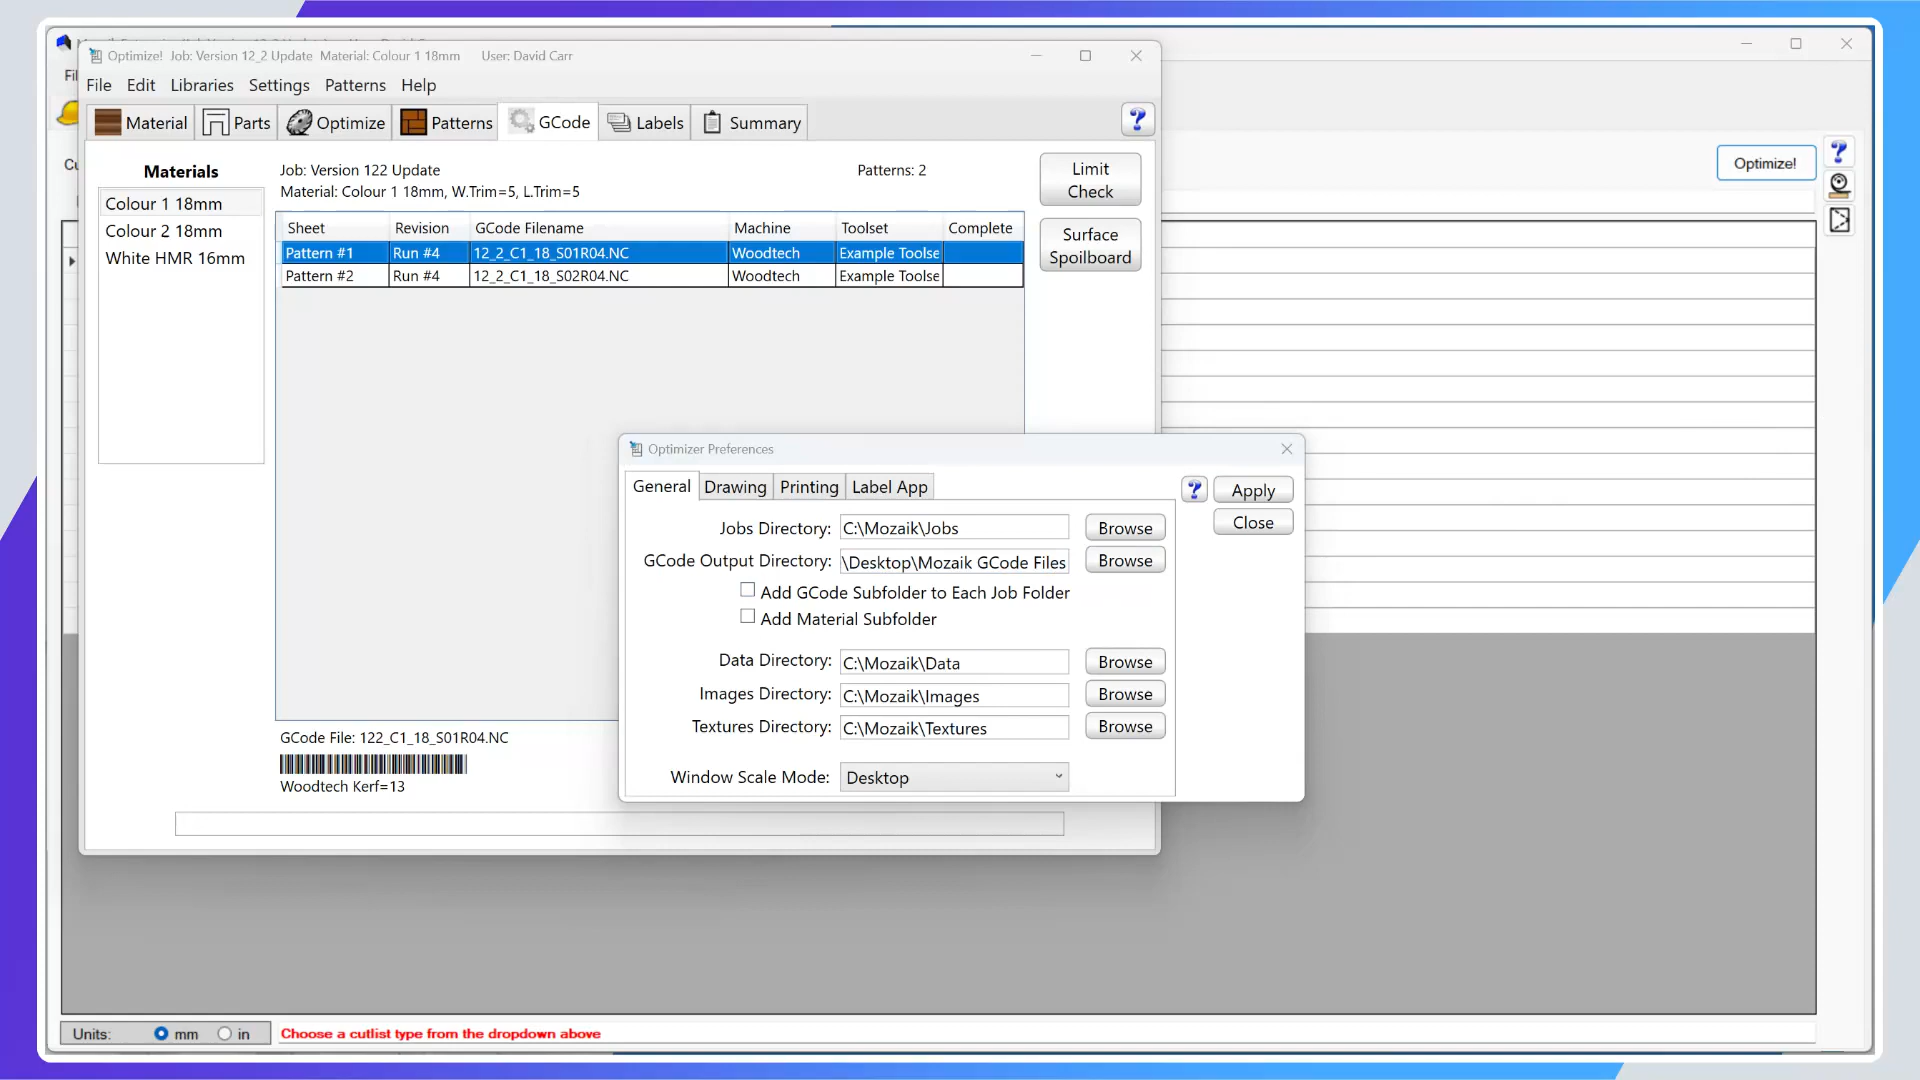 Optimize! Job: Version 12_2 Update Material: Colour 1 18mm User: David Carr
File Edit Libraries Settings Patterns Help
Material Parts Optimize Patterns GCode Labels Summary
Materials
Colour 1 18mm
Colour 2 18mm
White HMR 16mm
Job: Version 122 Update
Patterns: 2
Material: Colour 1 18mm, W.Trim=5, L.Trim=5
Limit
Check
Surface
Spoilboard
Optimize!
Sheet Revision GCode Filename Machine Toolset Complete
Pattern #1 Run #4 12_2_C1_18_S01R04.NC Woodtech Example Toolse
Pattern #2 Run #4 12_2_C1_18_S02R04.NC Woodtech Example Toolse
GCode File: 122_C1_18_S01R04.NC
Woodtech Kerf=13
Optimizer Preferences
General Drawing Printing Label App
? Apply
Close
Jobs Directory: C:\Mozaik\Jobs Browse
GCode Output Directory: \Desktop\Mozaik GCode Files Browse
Add GCode Subfolder to Each Job Folder
Add Material Subfolder
Data Directory: C:\Mozaik\Data Browse
Images Directory: C:\Mozaik\Images Browse
Textures Directory: C:\Mozaik\Textures Browse
Window Scale Mode: Desktop
Units: mm in Choose a cutlist type from the dropdown above